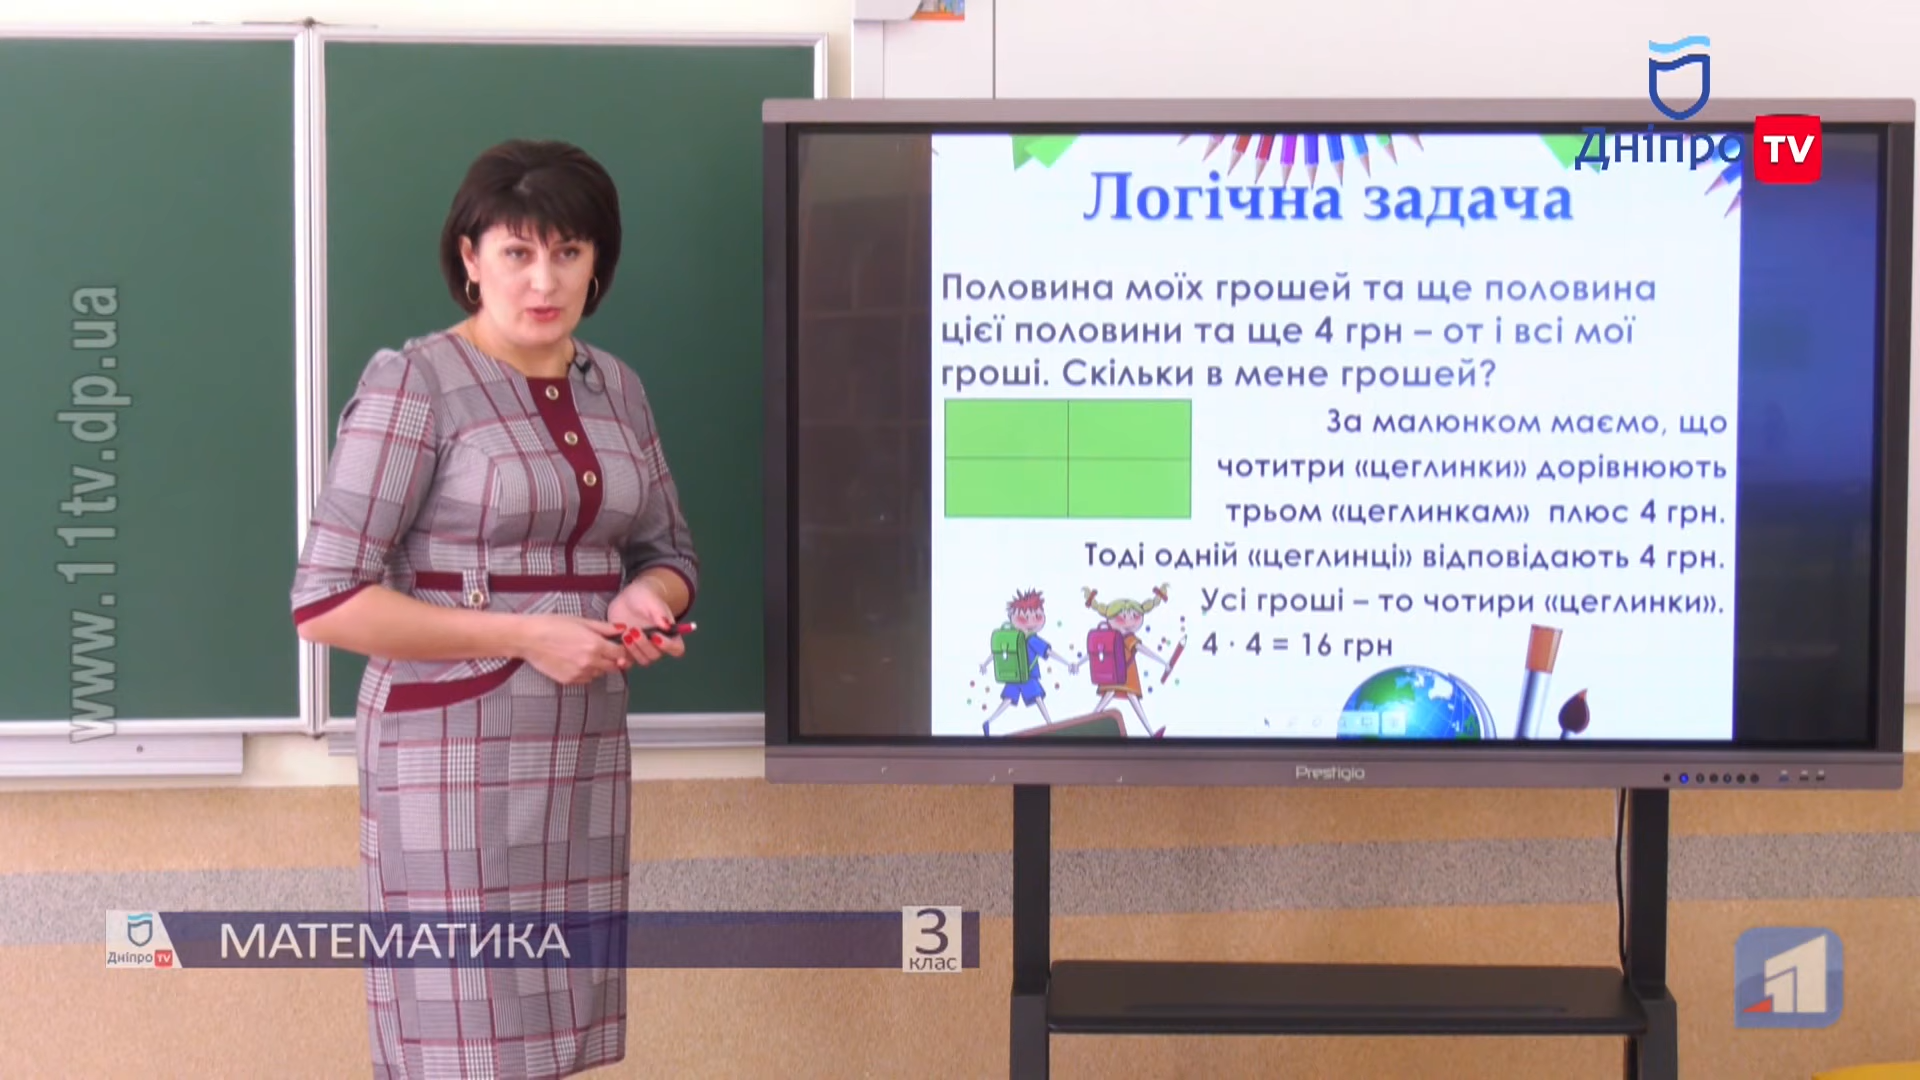 www.11tv.dp.ua
Дніпро TV
Логічна задача
Половина моїх грошей та ще половина
цієї половини та ще 4 грн – от і всі мої
гроші. Скільки в мене грошей?
За малюнком маємо, що
чотитри «цеглинки» дорівнюють
трьом «цеглинкам» плюс 4 грн.
Тоді одній «цеглинці» відповідають 4 грн.
Усі гроші – то чотири «цеглинки».
4 · 4 = 16 грн
Prestigio
Дніпро TV
МАТЕМАТИКА
3
клас
11